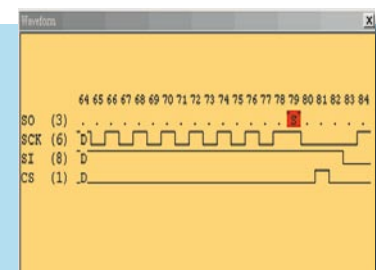 Waveform
64 65 66 67 68 69 70 71 72 73 74 75 76 77 78 79 80 81 82 83 84
SO (3) . . . . . . . . . . . . . . . S . . . . .
SCK (6) D
SI (8) D
CS (1) D